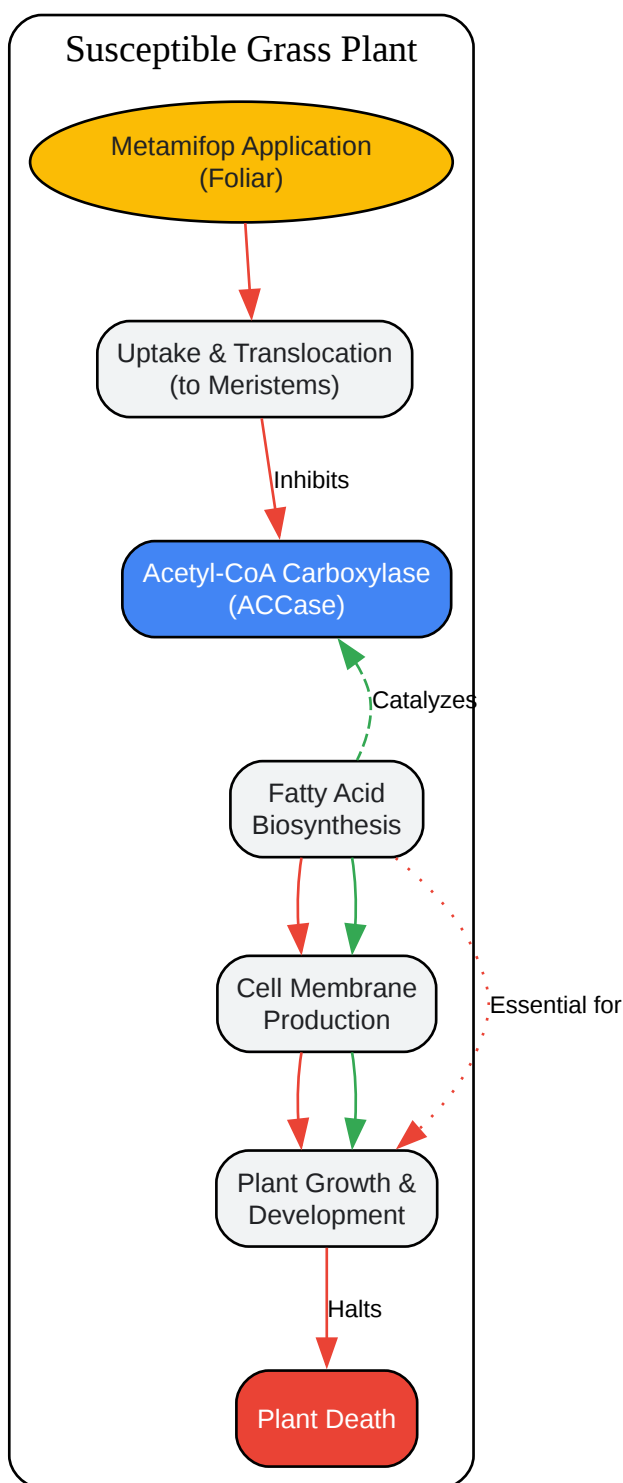 Susceptible Grass Plant
Metamifop Application
(Foliar)
Uptake & Translocation
(to Meristems)
Inhibits
Acetyl-CoA Carboxylase
(ACCase)
Catalyzes
Fatty Acid
Biosynthesis
Cell Membrane
Production
Essential for
Plant Growth &
Development
Halts
Plant Death